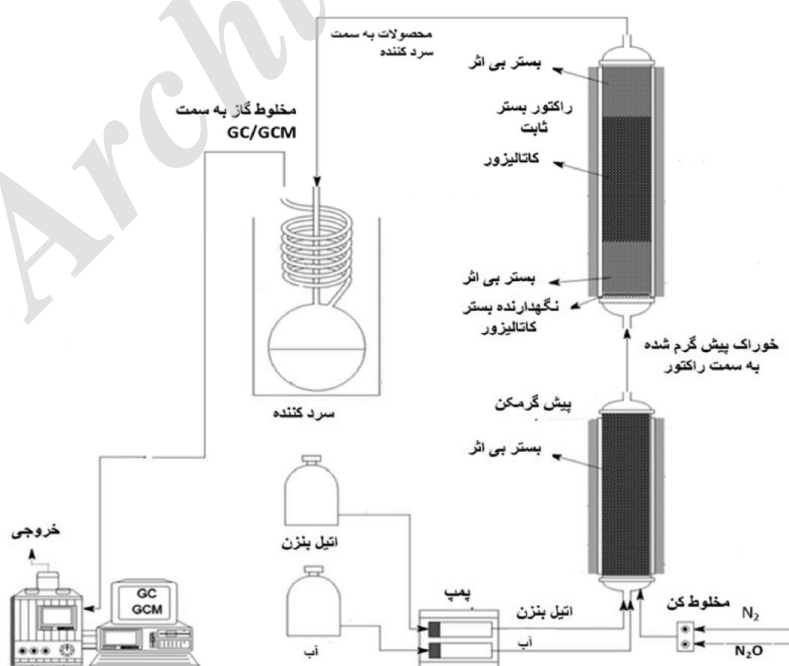 محصولات به سمت
سرد کننده
بستر بی اثر
راکتور بستر
ثابت
مخلوط گاز به سمت
GC/GCM
کاتالیزور
بستر بی اثر
نگهدارنده بستر
کاتالیزور
خوراک پیش گرم شده
به سمت راکتور
پیش گرمکن
سرد کننده
بستر بی اثر
خروجی
اتیل بنزن
GC
GCM
پمپ
اتیل بنزن
مخلوط کن
N2
آب
آب
N2O
Archi